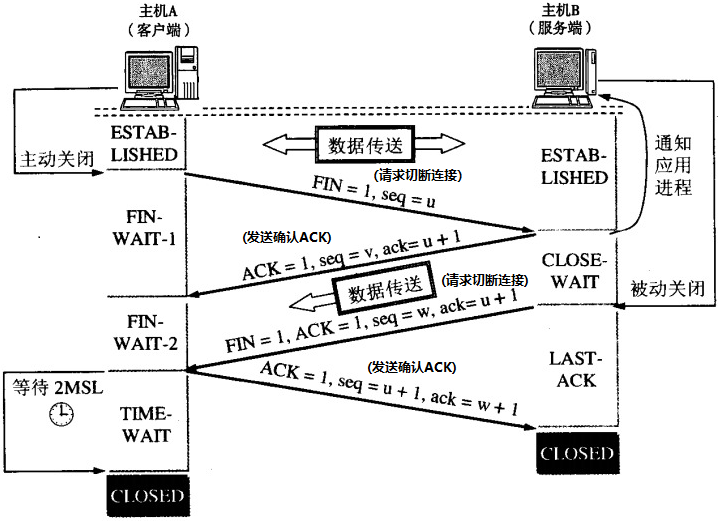 主机A
（客户端）
主机B
（服务端）
ESTAB-
LISHED
数据传送
ESTAB-
LISHED
通知
应用
进程
主动关闭
(请求切断连接)
FIN = 1, seq = u
FIN-
WAIT-1
(发送确认ACK)
ACK = 1, seq = v, ack= u + 1
CLOSE-
WAIT
数据传送
(请求切断连接)
被动关闭
FIN = 1, ACK = 1, seq = w, ack= u + 1
FIN-
WAIT-2
(发送确认ACK)
ACK = 1, seq = u + 1, ack = w + 1
LAST-
ACK
等待 2MSL
TIME-
WAIT
CLOSED
CLOSED